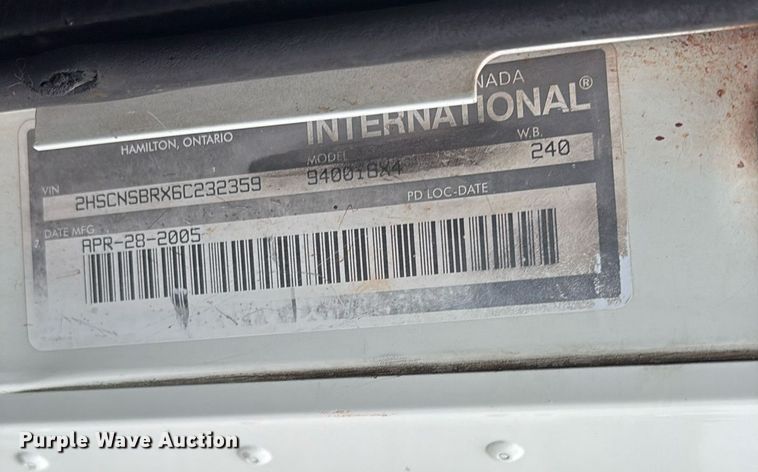 NADA
HAMILTON, ONTARIO INTERNATIONAL®
VIN 2HSCNSBRX6C232359 MODEL 9400I6X4 W.B. 240
DATE MFG APR-28-2005 PD LOC-DATE
Purple Wave Auction